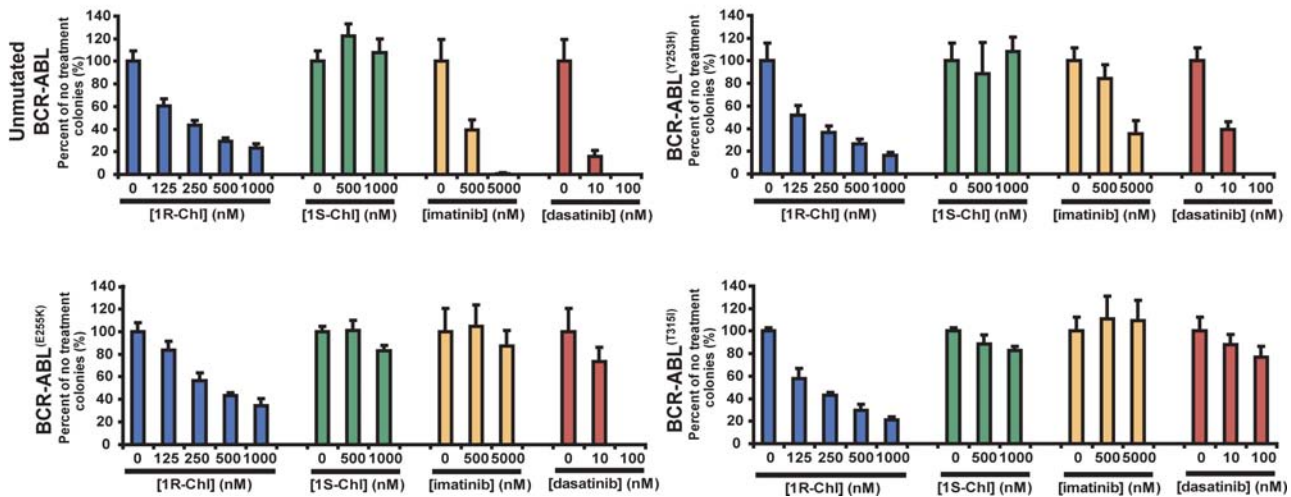 Unmutated
BCR-ABL
Percent of no treatment
colonies (%)
140
120
100
80
60
40
20
0
0 125 250 500 1000 0 500 1000 0 500 5000 0 10 100
[1R-Chl] (nM) [1S-Chl] (nM) [imatinib] (nM) [dasatinib] (nM)
BCR-ABL(Y253H)
Percent of no treatment
colonies (%)
140
120
100
80
60
40
20
0
0 125 250 500 1000 0 500 1000 0 500 5000 0 10 100
[1R-Chl] (nM) [1S-Chl] (nM) [imatinib] (nM) [dasatinib] (nM)
BCR-ABL(E255K)
Percent of no treatment
colonies (%)
140
120
100
80
60
40
20
0
0 125 250 500 1000 0 500 1000 0 500 5000 0 10 100
[1R-Chl] (nM) [1S-Chl] (nM) [imatinib] (nM) [dasatinib] (nM)
BCR-ABL(T315I)
Percent of no treatment
colonies (%)
140
120
100
80
60
40
20
0
0 125 250 500 1000 0 500 1000 0 500 5000 0 10 100
[1R-Chl] (nM) [1S-Chl] (nM) [imatinib] (nM) [dasatinib] (nM)